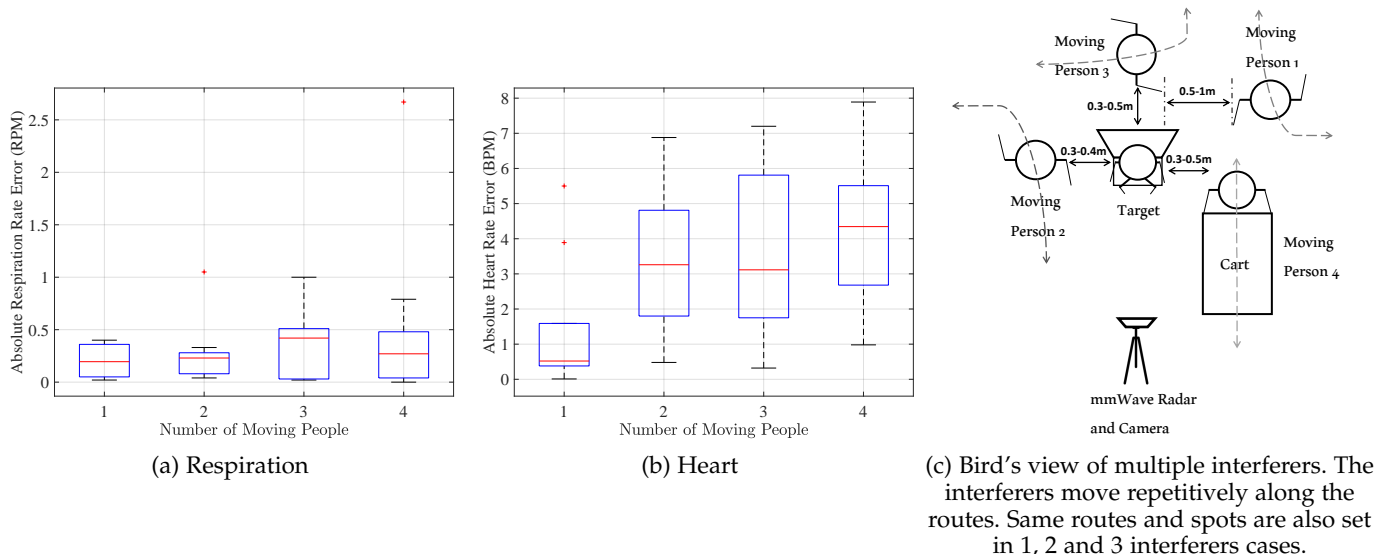 2.5
2
1.5
1
0.5
0
Absolute Respiration Rate Error (RPM)
1 2 3 4
Number of Moving People
(a) Respiration
8
7
6
5
4
3
2
1
0
Absolute Heart Rate Error (BPM)
1 2 3 4
Number of Moving People
(b) Heart
Moving
Person 3
Moving
Person 1
0.5-1m
0.3-0.5m
0.3-0.4m
0.3-0.5m
Moving
Person 2
Target
Cart
Moving
Person 4
mmWave Radar
and Camera
(c) Bird's view of multiple interferers. The
interferers move repetitively along the
routes. Same routes and spots are also set
in 1, 2 and 3 interferers cases.